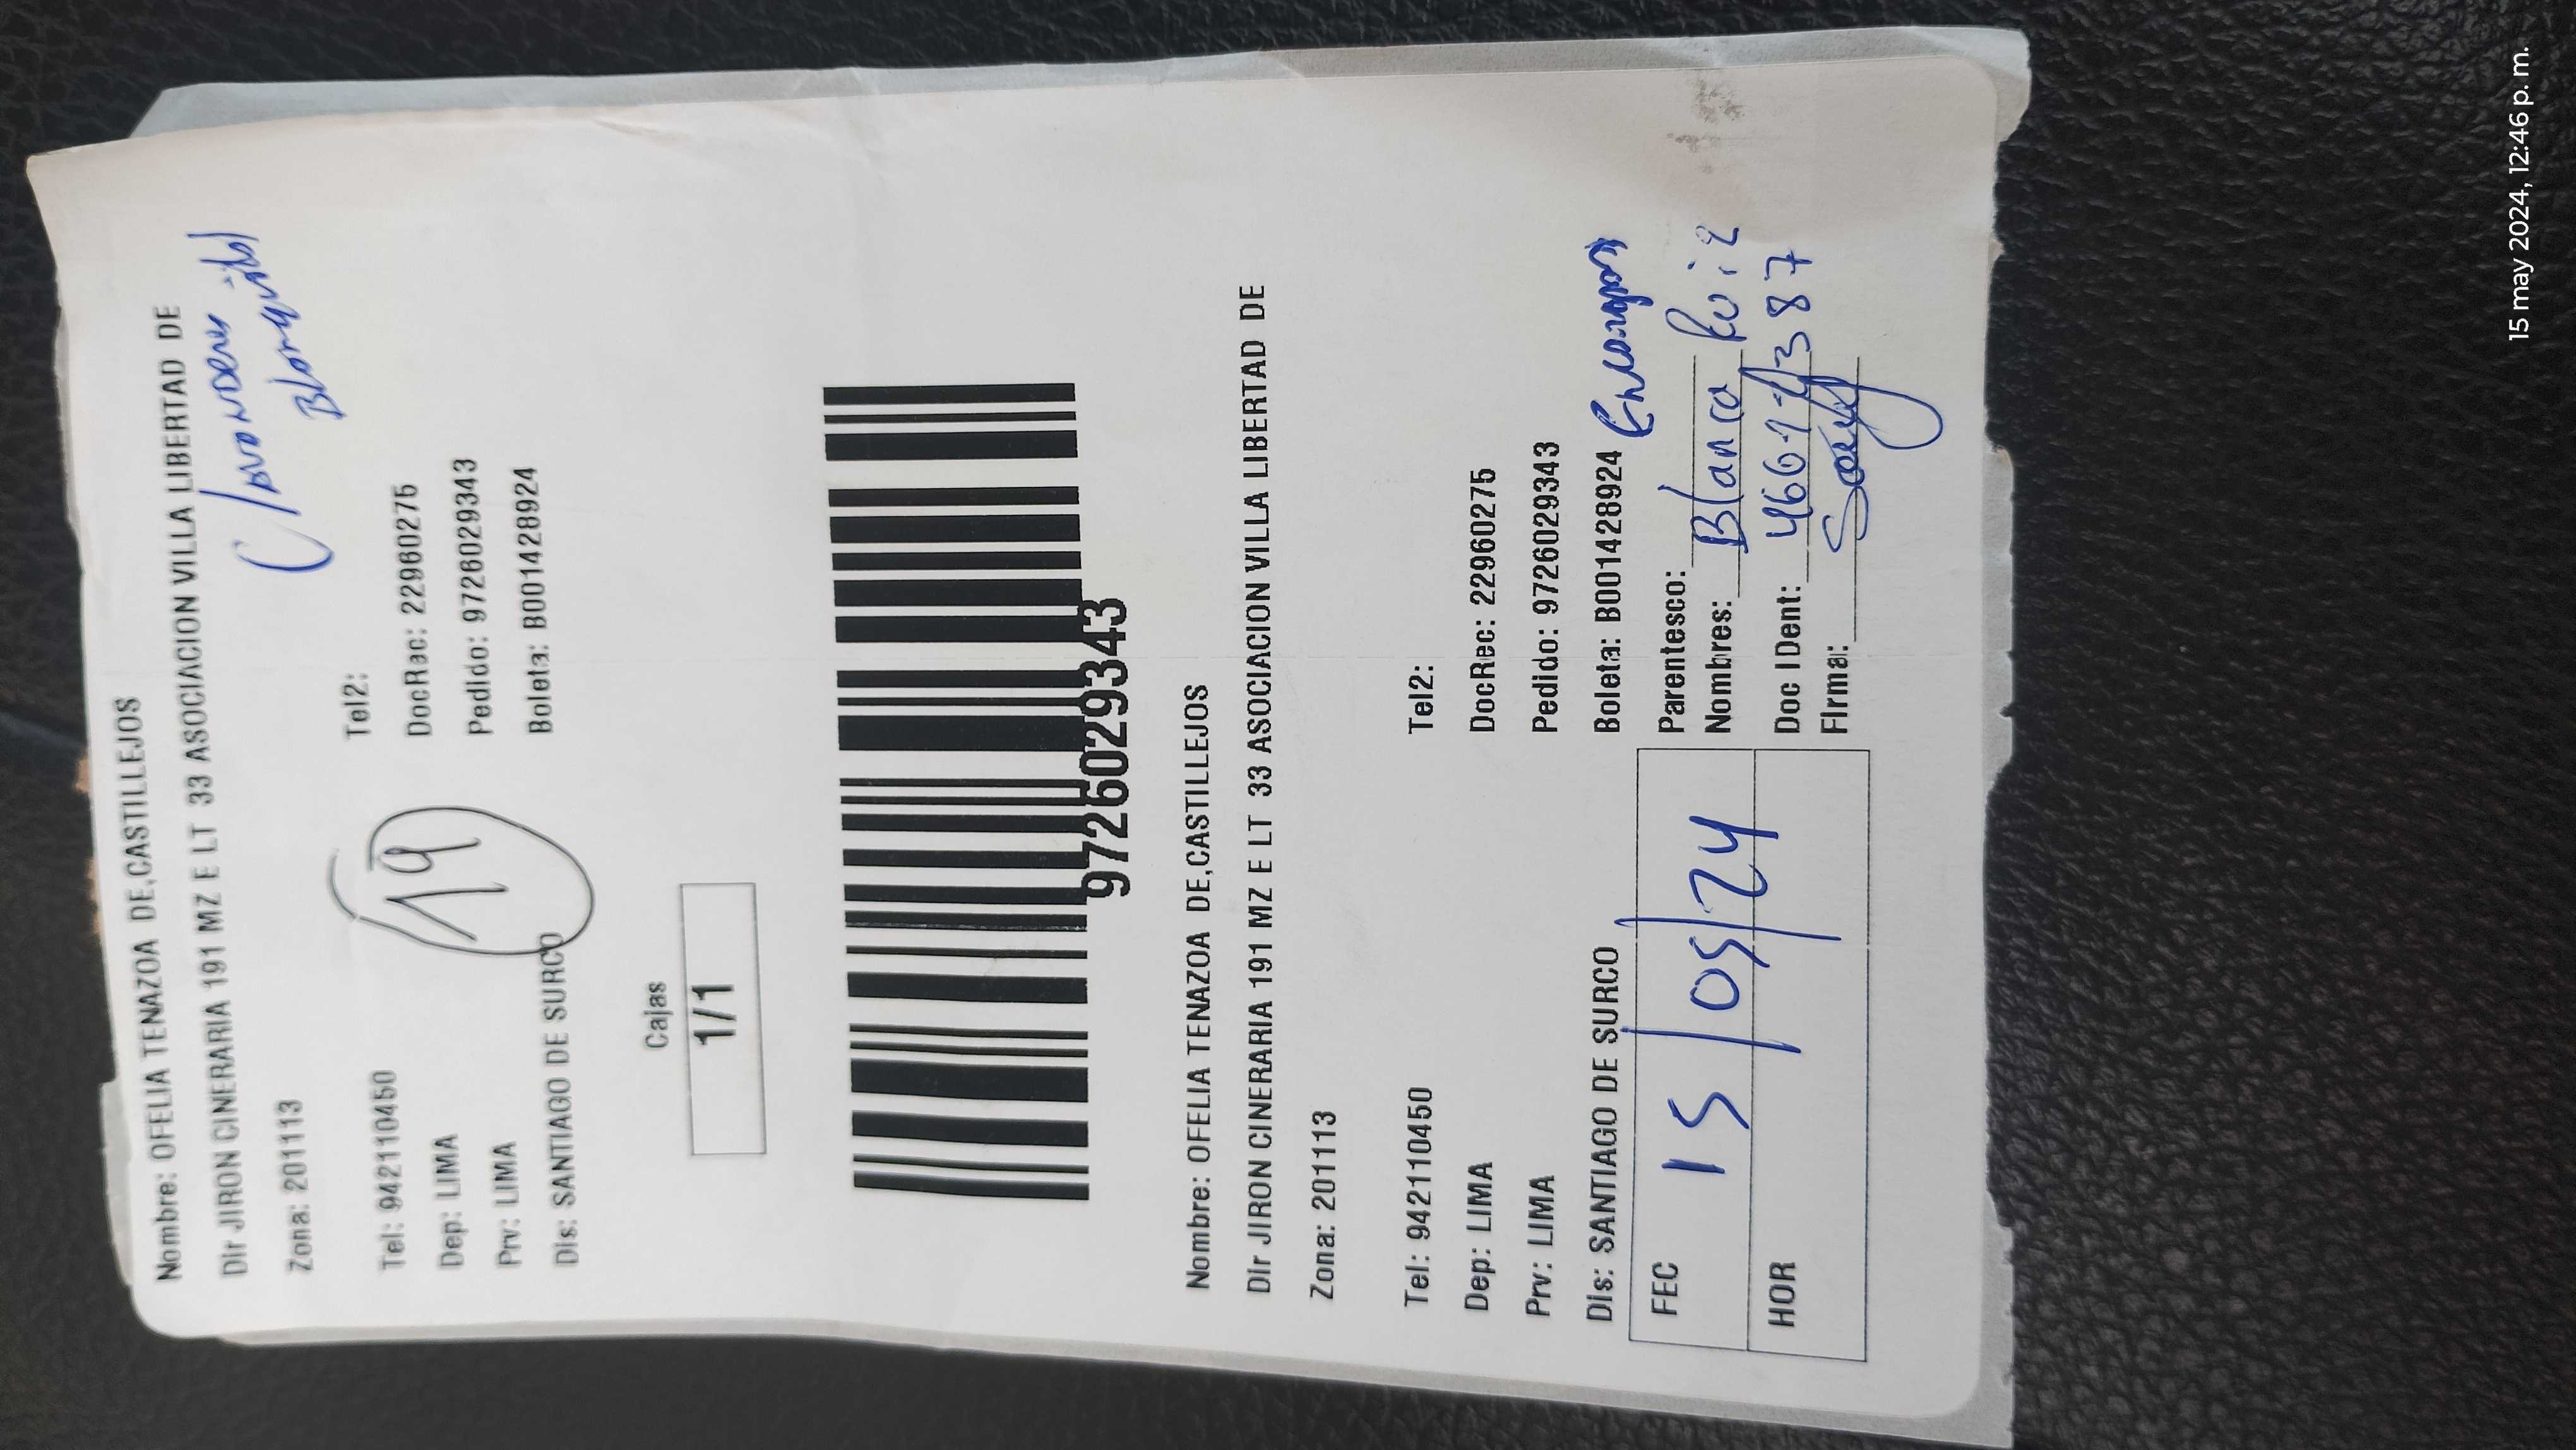 Nombre: OFELIA TENAZOA DE,CASTILLEJOS
Dir JIRON CINERARIA 191 MZ E LT 33 ASOCIACION VILLA LIBERTAD DE
Zona: 201113
Tel: 942110450 Tel2:
Dep: LIMA DocRec: 22960275
Prv: LIMA Pedido: 9726029343
Dis: SANTIAGO DE SURCO Boleta: B001428924
19
Cajas
1/1
9726029343
Nombre: OFELIA TENAZOA DE,CASTILLEJOS
Dir JIRON CINERARIA 191 MZ E LT 33 ASOCIACION VILLA LIBERTAD DE
Zona: 201113
Tel: 942110450 Tel2:
Dep: LIMA DocRec: 22960275
Prv: LIMA Pedido: 9726029343
Dis: SANTIAGO DE SURCO Boleta: B001428924
Parentesco:
FEC 15/05/24 Nombres: Blanca Ruiz
HOR Doc IDent:
Firma:
15 may 2024, 12:46 p. m.